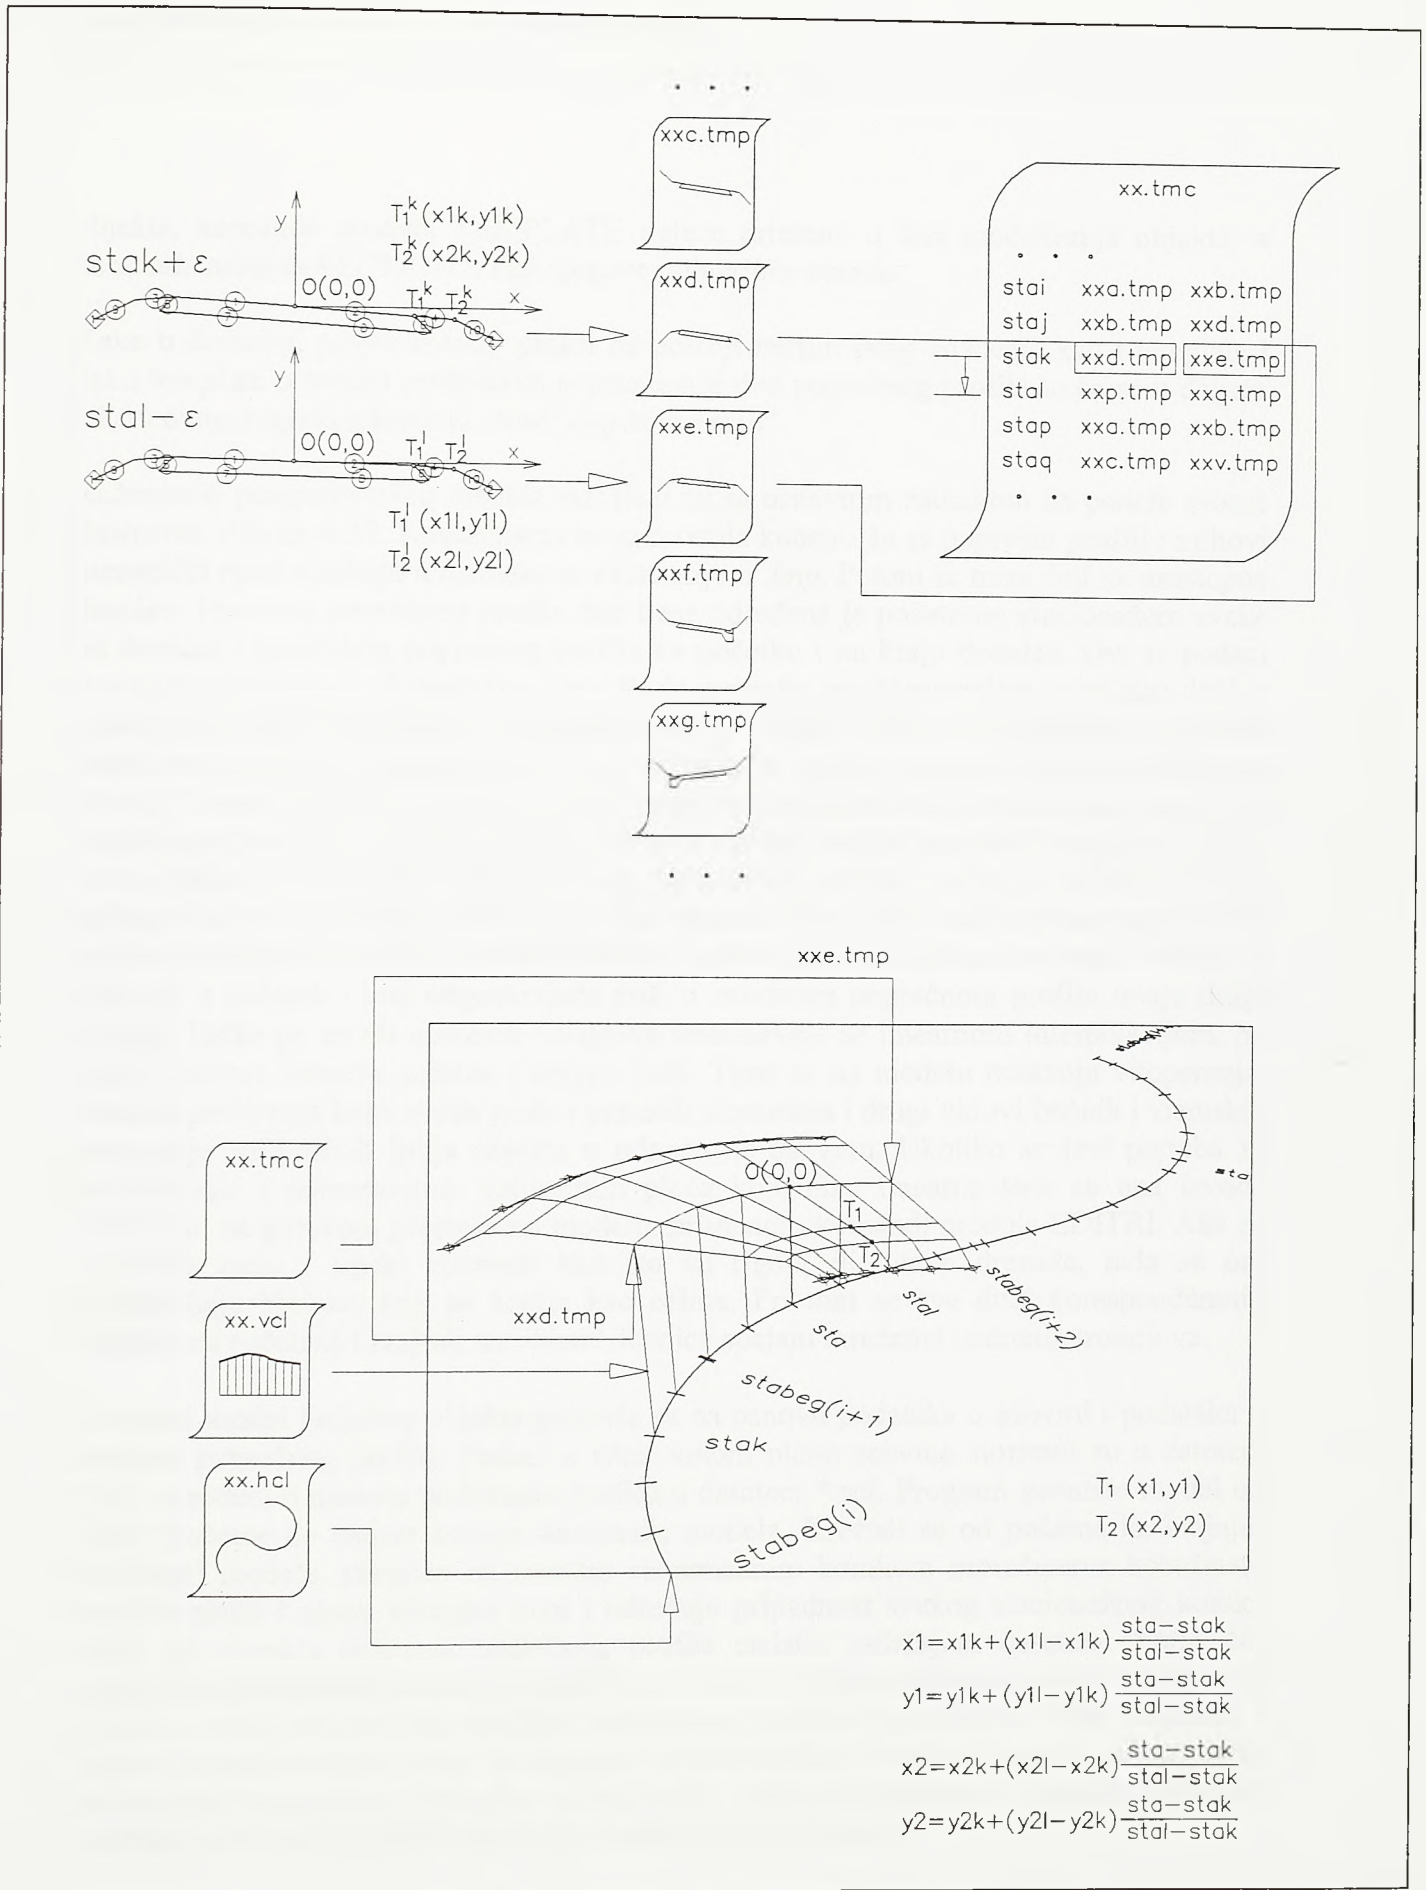 . . .
xxc.tmp
xx.tmc
y
T₁ᵏ(x1k,y1k)
T₂ᵏ(x2k,y2k)
stak+ε
O(0,0)
T₁ᵏ T₂ᵏ
x
xxd.tmp
. . .
stai xxa.tmp xxb.tmp
staj xxb.tmp xxd.tmp
stak xxd.tmp xxe.tmp
stal xxp.tmp xxq.tmp
stap xxa.tmp xxb.tmp
staq xxc.tmp xxv.tmp
. . .
y
stal−ε
O(0,0)
T₁ˡ T₂ˡ
x
T₁ˡ(x1l,y1l)
T₂ˡ(x2l,y2l)
xxe.tmp
xxf.tmp
xxg.tmp
. . .
xxe.tmp
xx.tmc
O(0,0)
T₁
T₂
xxd.tmp
xx.vcl
sta
stal
stabeg(i+2)
stabeg(i+1)
stak
xx.hcl
stabeg(i)
T₁ (x1,y1)
T₂ (x2,y2)
x1=x1k+(x1l−x1k) sta−stak
stal−stak
y1=y1k+(y1l−y1k) sta−stak
stal−stak
x2=x2k+(x2l−x2k) sta−stak
stal−stak
y2=y2k+(y2l−y2k) sta−stak
stal−stak